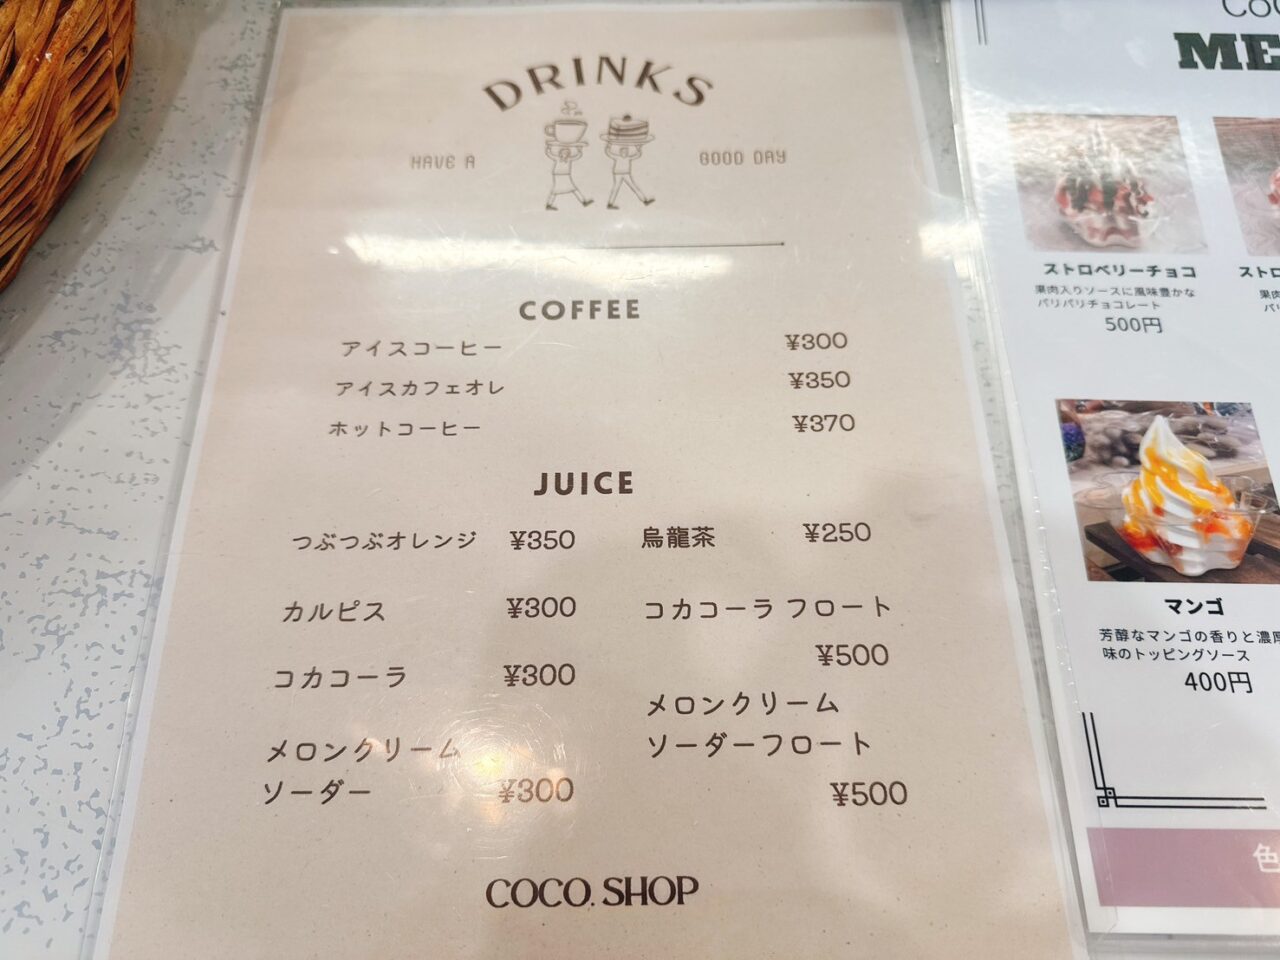 DRINKS
HAVE A GOOD DAY
COFFEE
アイスコーヒー ¥300
アイスカフェオレ ¥350
ホットコーヒー ¥370
JUICE
つぶつぶオレンジ ¥350
カルピス ¥300
コカコーラ ¥300
メロンクリーム
ソーダー ¥300
烏龍茶 ¥250
コカコーラ フロート
¥500
メロンクリーム
ソーダーフロート
¥500
COCO. SHOP
ストロベリーチョコ
果肉入りソースに風味豊かな
パリパリチョコレート
500円
マンゴ
芳醇なマンゴの香りと濃厚
味のトッピングソース
400円
色